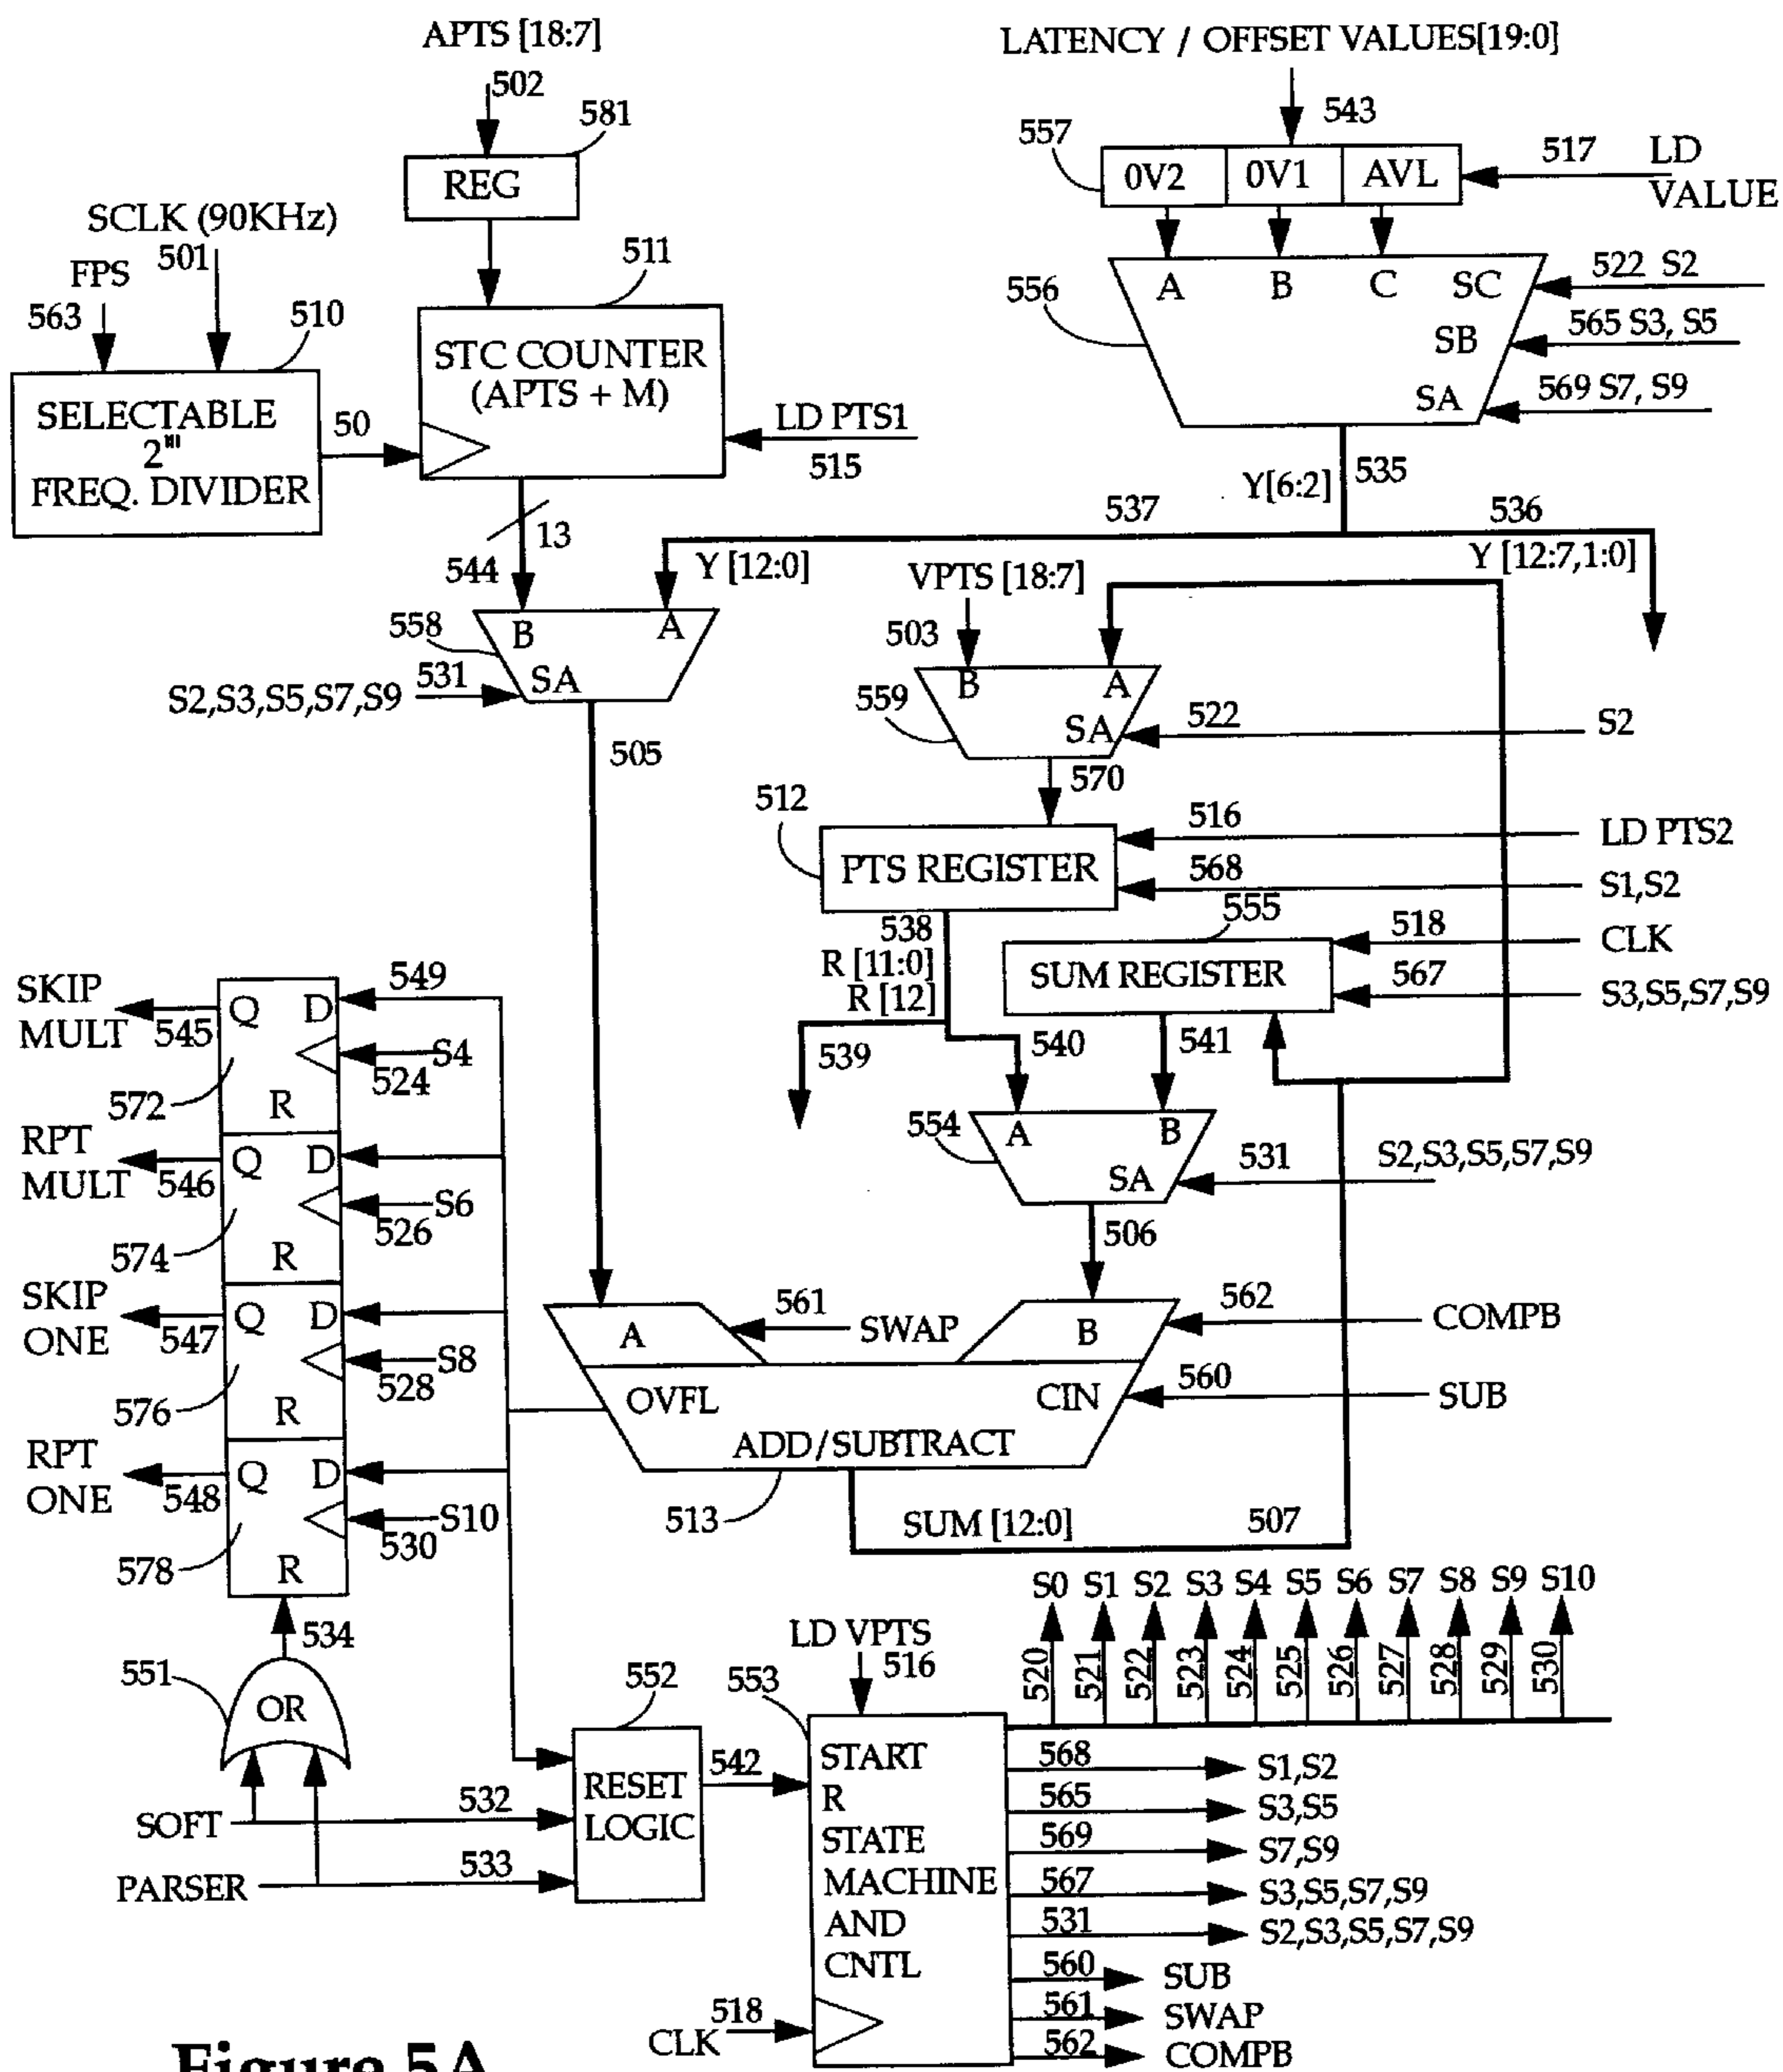 APTS [18:7]
502
581
REG
SCLK (90KHz)
501
FPS
563
510
SELECTABLE
2'''
FREQ. DIVIDER
50
511
STC COUNTER
(APTS + M)
LD PTS1
515
13
544
LATENCY / OFFSET VALUES[19:0]
543
557
0V2
0V1
AVL
517
LD
VALUE
556
A
B
C
SC
SB
SA
522 S2
565 S3, S5
569 S7, S9
Y[6:2]
535
537
536
Y [12:0]
Y [12:7,1:0]
558
B
A
SA
531
S2,S3,S5,S7,S9
505
VPTS [18:7]
503
559
B
A
SA
522
S2
570
512
PTS REGISTER
516
LD PTS2
568
S1,S2
538
R [11:0]
R [12]
539
540
555
SUM REGISTER
518
CLK
567
S3,S5,S7,S9
541
554
A
B
SA
531
S2,S3,S5,S7,S9
506
SKIP
MULT
545
Q
D
549
S4
524
572
R
RPT
MULT
546
Q
D
S6
526
574
R
SKIP
ONE
547
Q
D
S8
528
576
R
RPT
ONE
548
Q
D
S10
530
578
R
534
551
OR
SOFT
532
PARSER
533
A
561
SWAP
B
562
COMPB
OVFL
CIN
560
SUB
ADD/SUBTRACT
513
SUM [12:0]
507
552
RESET
LOGIC
542
LD VPTS
516
553
START
R
STATE
MACHINE
AND
CNTL
518
CLK
S0 S1 S2 S3 S4 S5 S6 S7 S8 S9 S10
520 521 522 523 524 525 526 527 528 529 530
568 S1,S2
565 S3,S5
569 S7,S9
567 S3,S5,S7,S9
531 S2,S3,S5,S7,S9
560 SUB
561 SWAP
562 COMPB
Figure 5A